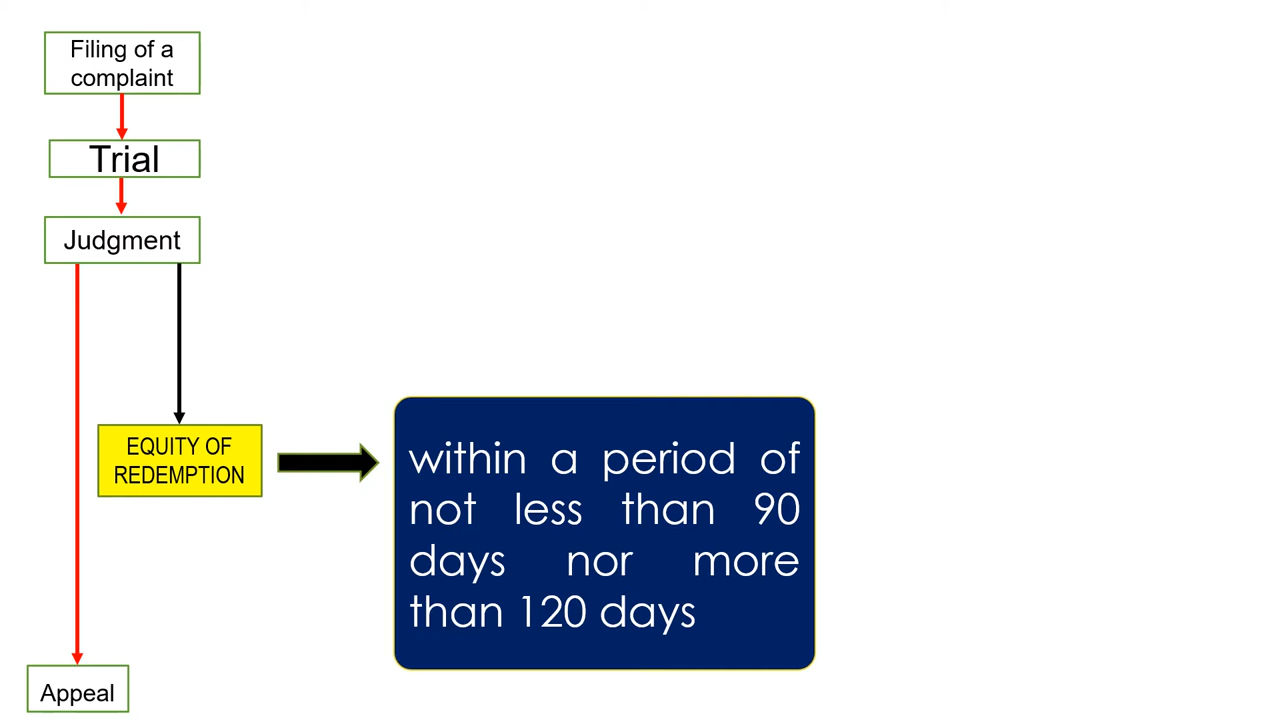 Filing of a
complaint
Trial
Judgment
EQUITY OF
REDEMPTION
within a period of
not less than 90
days nor more
than 120 days
Appeal